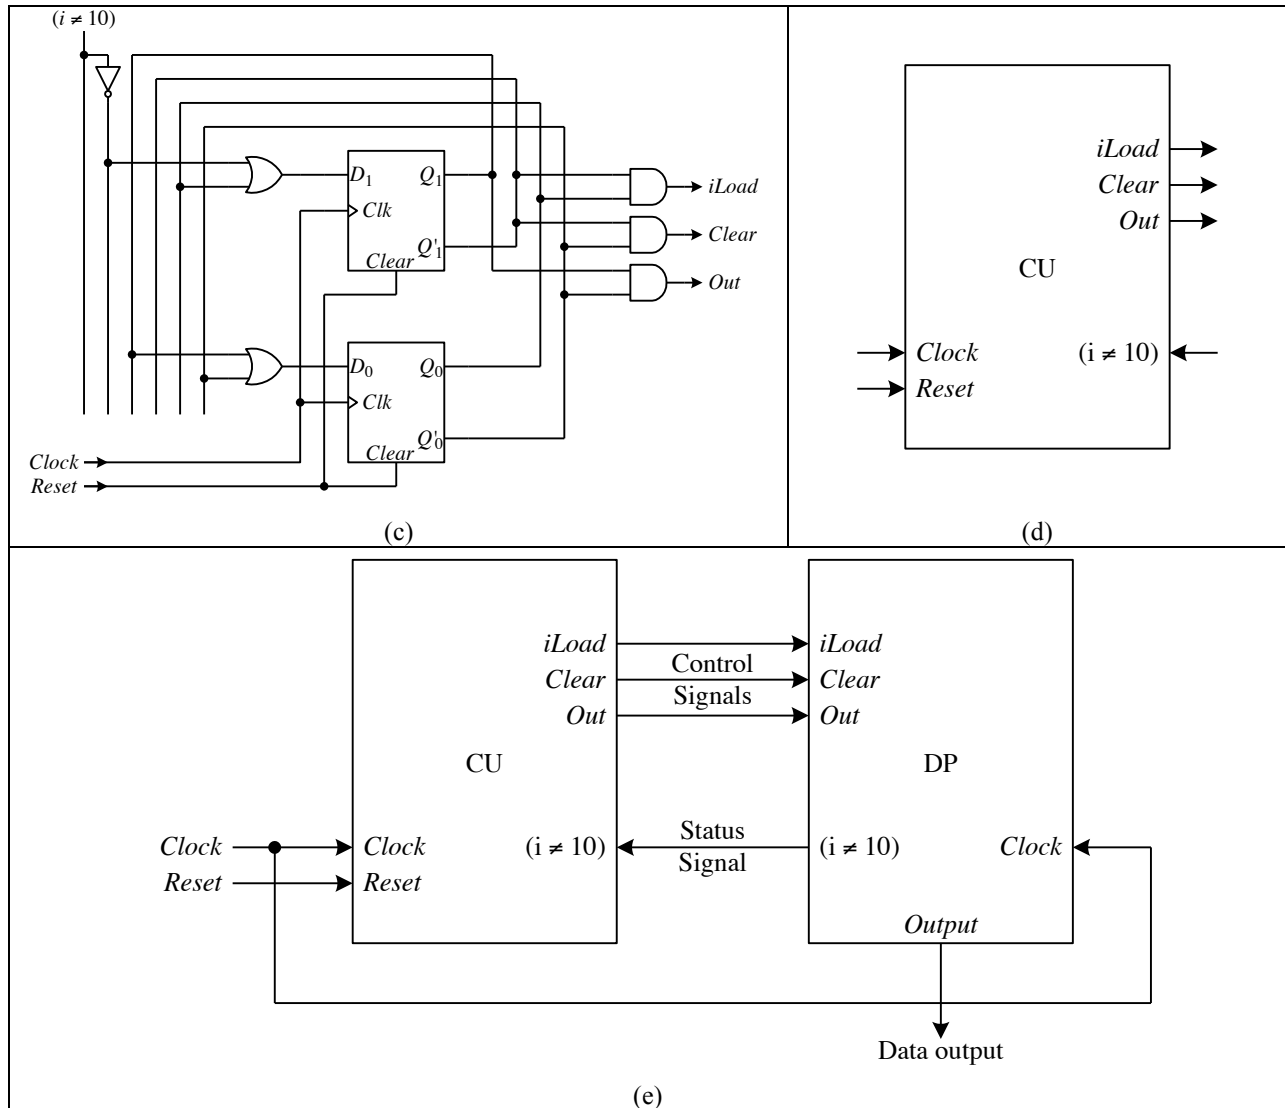 (i ≠ 10)
D₁ Q₁
Clk
Q'₁
Clear
iLoad
Clear
Out
D₀ Q₀
Clk
Q'₀
Clear
Clock
Reset
(c)
iLoad
Clear
Out
CU
Clock (i ≠ 10)
Reset
(d)
iLoad iLoad
Control
Clear Clear
Signals
Out Out
CU DP
Status
Clock Clock (i ≠ 10) (i ≠ 10) Clock
Signal
Reset Reset
Output
Data output
(e)